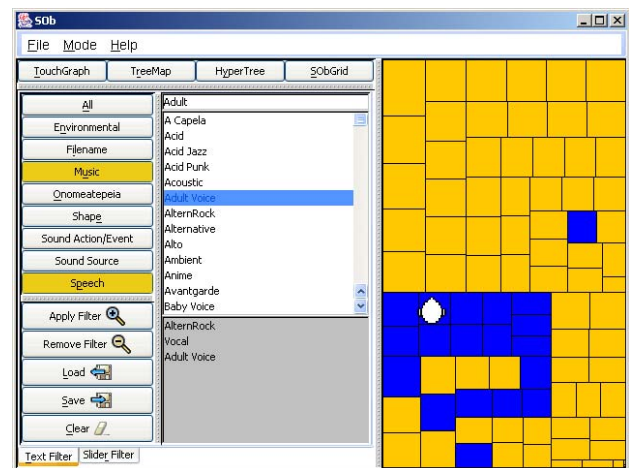 SOb
File Mode Help
TouchGraph TreeMap HyperTree SObGrid
All
Environmental
Filename
Music
Onomeatepeia
Shape
Sound Action/Event
Sound Source
Speech
Apply Filter
Remove Filter
Load
Save
Clear
Text Filter Slider Filter
Adult
A Capela
Acid
Acid Jazz
Acid Punk
Acoustic
Adult Voice
AlternRock
Alternative
Alto
Ambient
Anime
Avantgarde
Baby Voice
AlternRock
Vocal
Adult Voice